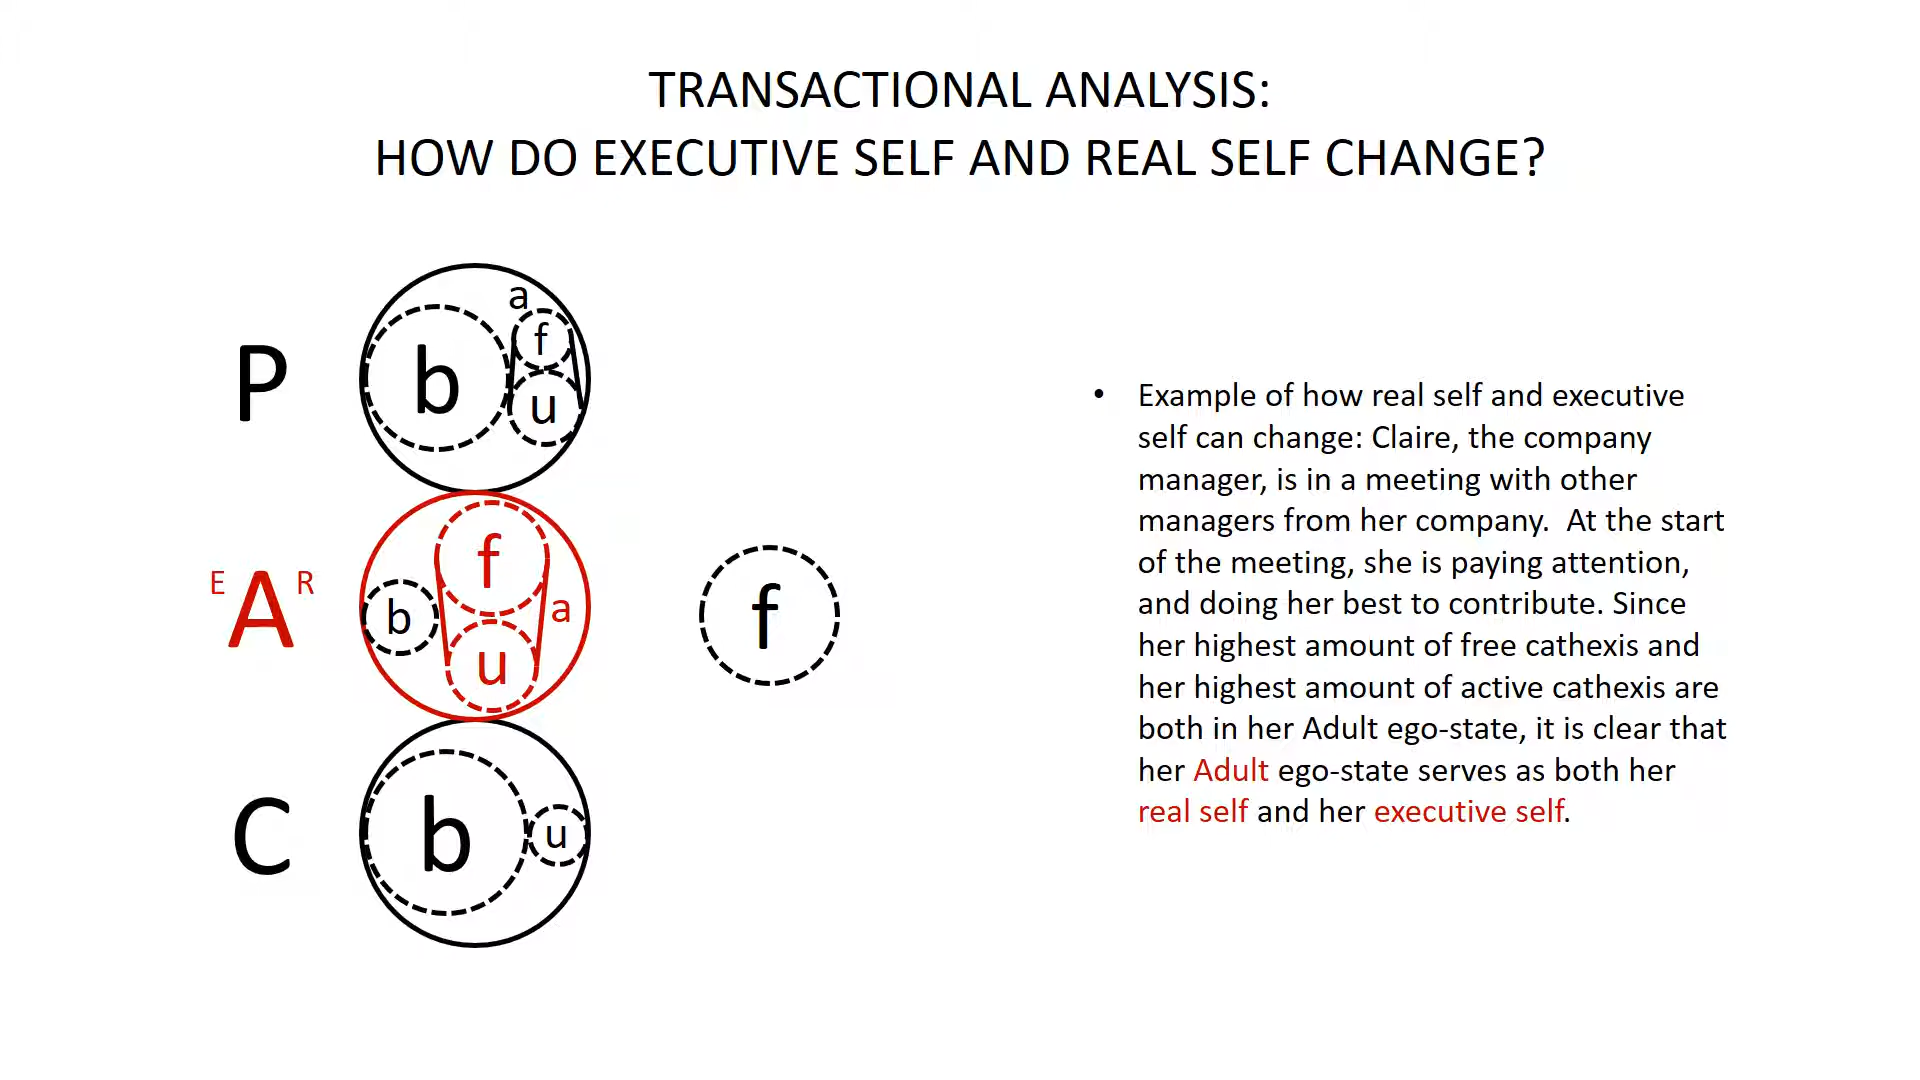 TRANSACTIONAL ANALYSIS:
HOW DO EXECUTIVE SELF AND REAL SELF CHANGE?
P
a
f
b
u
E A R
f
b
a
u
f
C
b
u
• Example of how real self and executive
self can change: Claire, the company
manager, is in a meeting with other
managers from her company.  At the start
of the meeting, she is paying attention,
and doing her best to contribute. Since
her highest amount of free cathexis and
her highest amount of active cathexis are
both in her Adult ego-state, it is clear that
her Adult ego-state serves as both her
real self and her executive self.